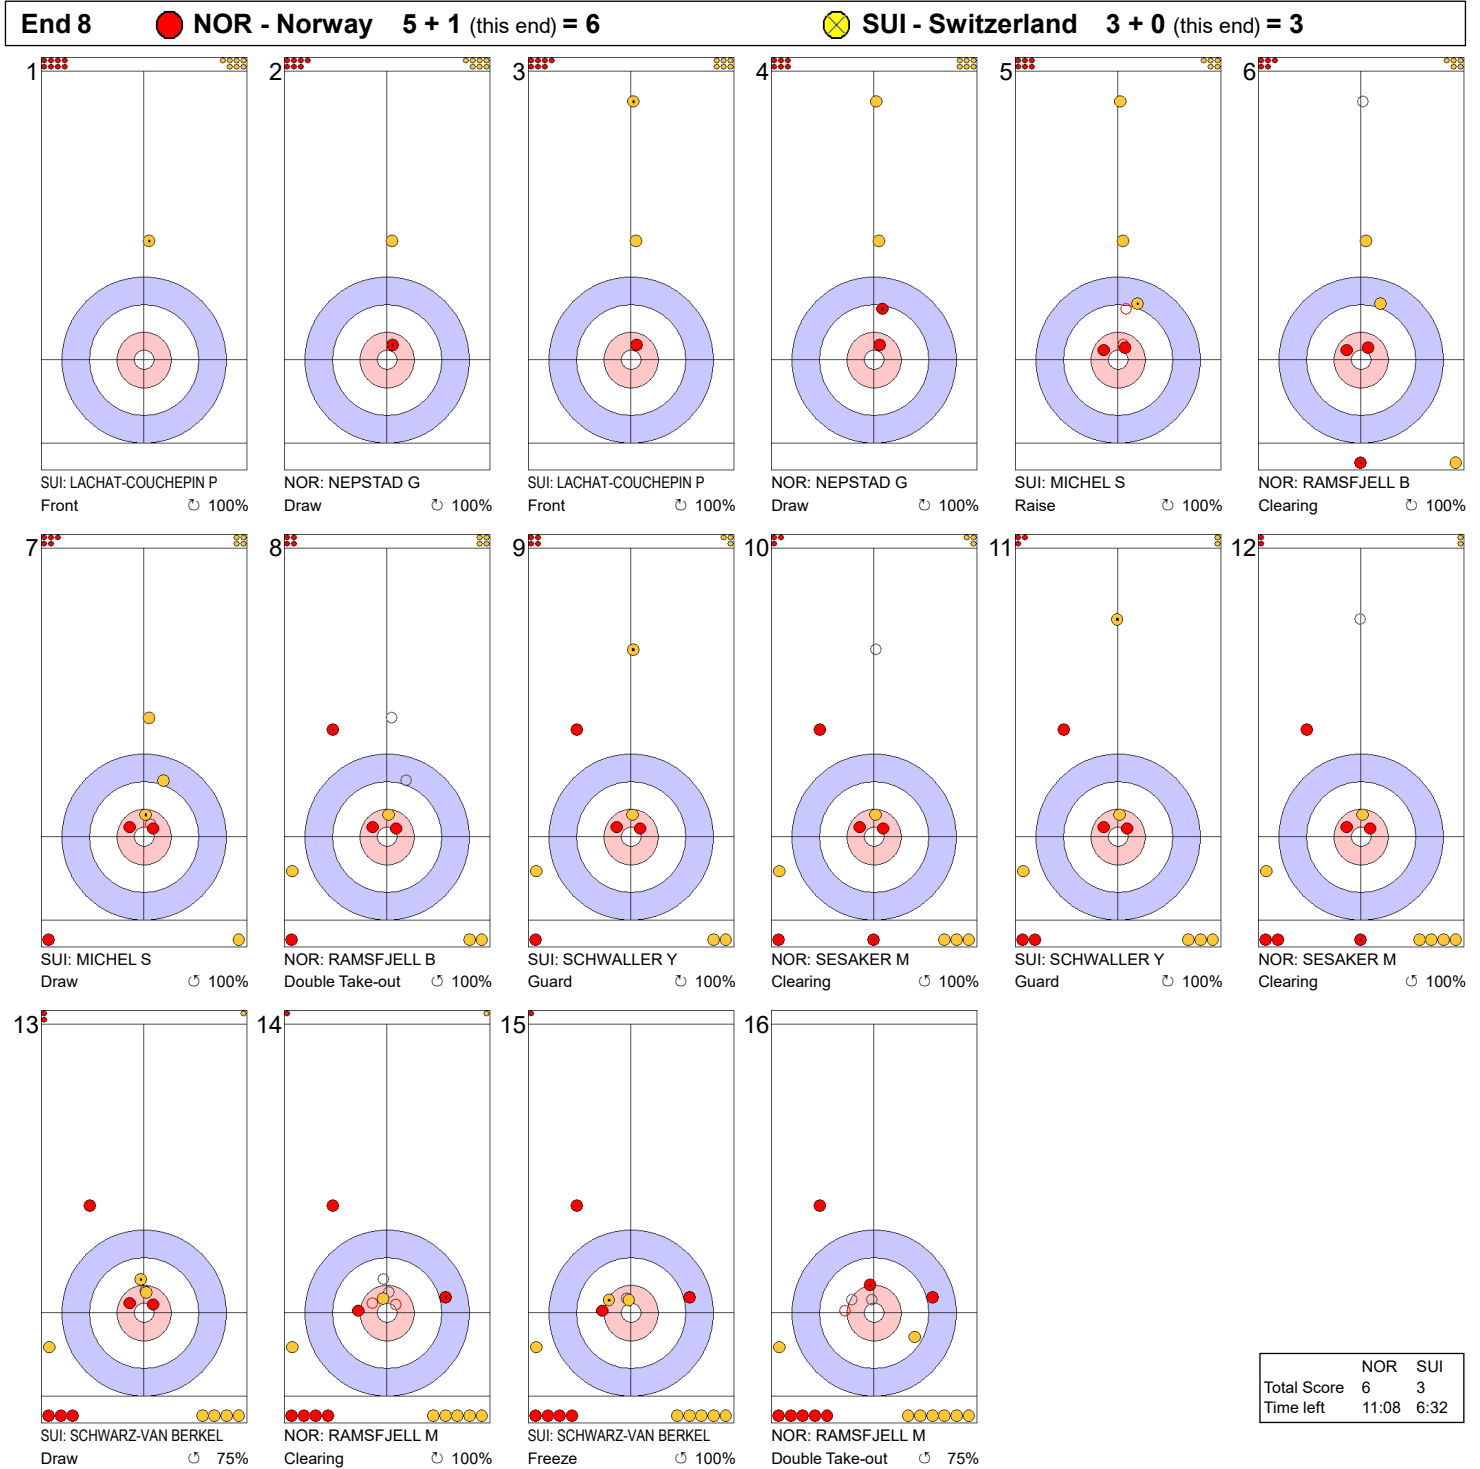 End 8 NOR - Norway 5 + 1 (this end) = 6 SUI - Switzerland 3 + 0 (this end) = 3
1 2 3 4 5 6
SUI: LACHAT-COUCHEPIN P NOR: NEPSTAD G SUI: LACHAT-COUCHEPIN P NOR: NEPSTAD G SUI: MICHEL S NOR: RAMSFJELL B
Front ↻ 100% Draw ↻ 100% Front ↻ 100% Draw ↻ 100% Raise ↻ 100% Clearing ↻ 100%
7 8 9 10 11 12
SUI: MICHEL S NOR: RAMSFJELL B SUI: SCHWALLER Y NOR: SESAKER M SUI: SCHWALLER Y NOR: SESAKER M
Draw ↺ 100% Double Take-out ↺ 100% Guard ↻ 100% Clearing ↻ 100% Guard ↻ 100% Clearing ↻ 100%
13 14 15 16
SUI: SCHWARZ-VAN BERKEL NOR: RAMSFJELL M SUI: SCHWARZ-VAN BERKEL NOR: RAMSFJELL M
Draw ↺ 75% Clearing ↻ 100% Freeze ↺ 100% Double Take-out ↺ 75%
NOR SUI
Total Score 6 3
Time left 11:08 6:32